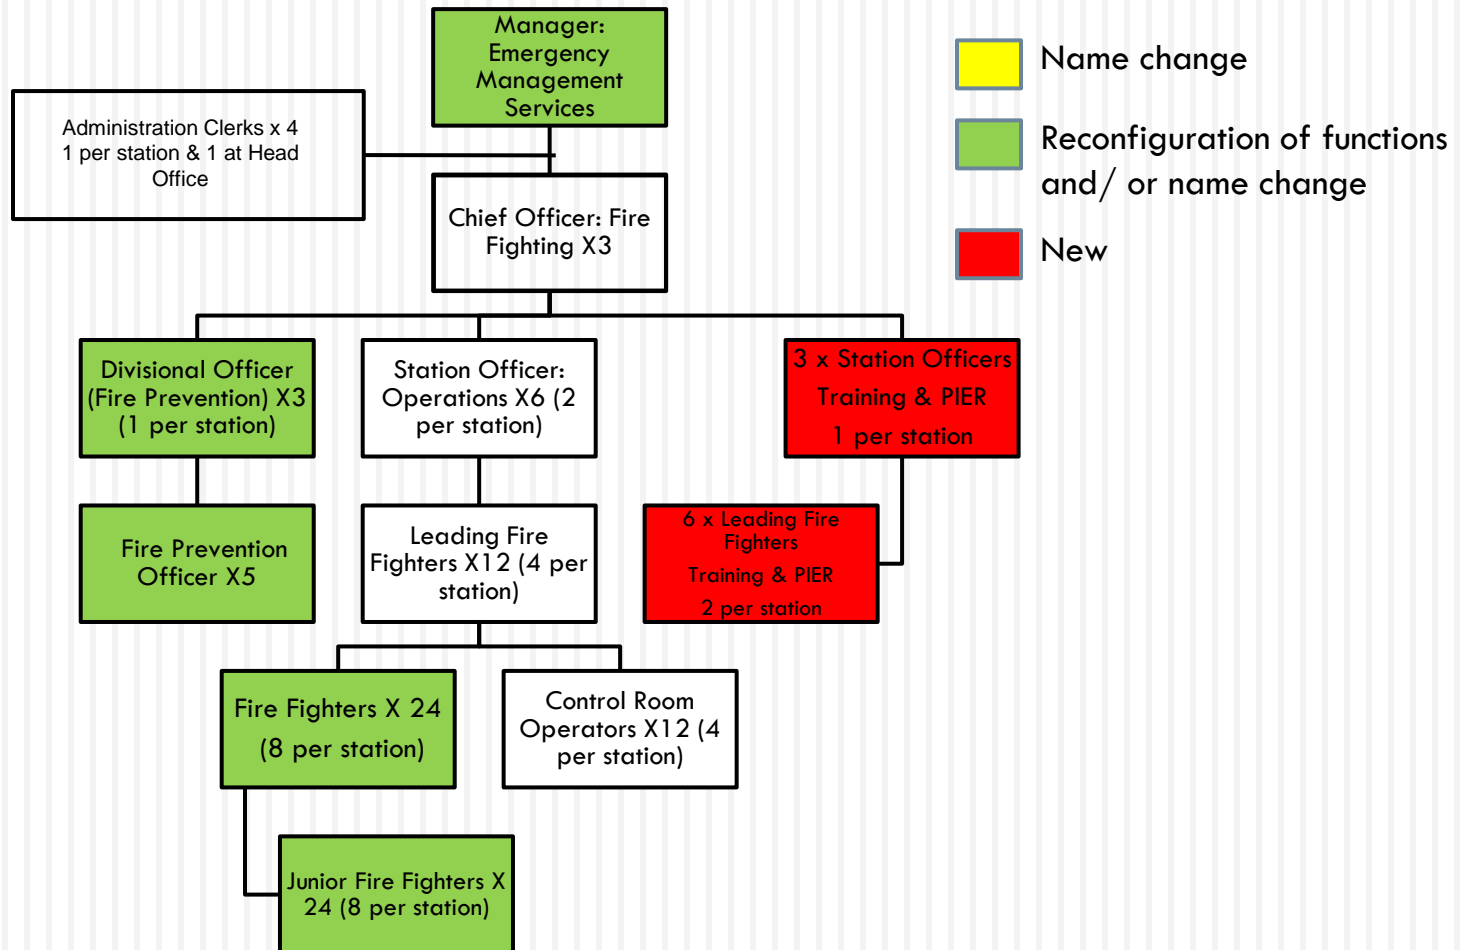 Manager:
Emergency
Management
Services
Administration Clerks x 4
1 per station & 1 at Head
Office
Chief Officer: Fire
Fighting X3
Name change
Reconfiguration of functions
and/ or name change
New
Divisional Officer
(Fire Prevention) X3
(1 per station)
Station Officer:
Operations X6 (2
per station)
3 x Station Officers
Training & PIER
1 per station
Fire Prevention
Officer X5
Leading Fire
Fighters X12 (4 per
station)
6 x Leading Fire
Fighters
Training & PIER
2 per station
Fire Fighters X 24
(8 per station)
Control Room
Operators X12 (4
per station)
Junior Fire Fighters X
24 (8 per station)